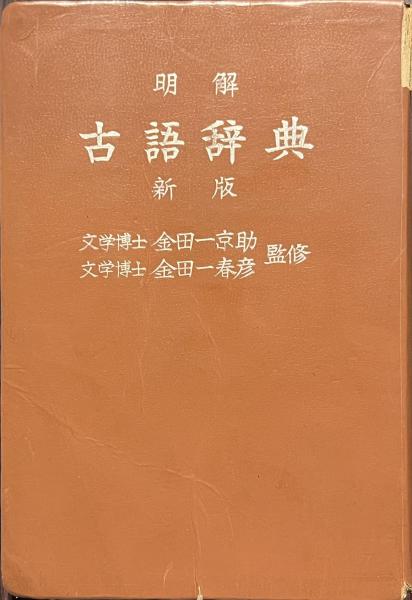 明解
古語辞典
新版
文学博士 金田一京助
文学博士 金田一春彦
監修